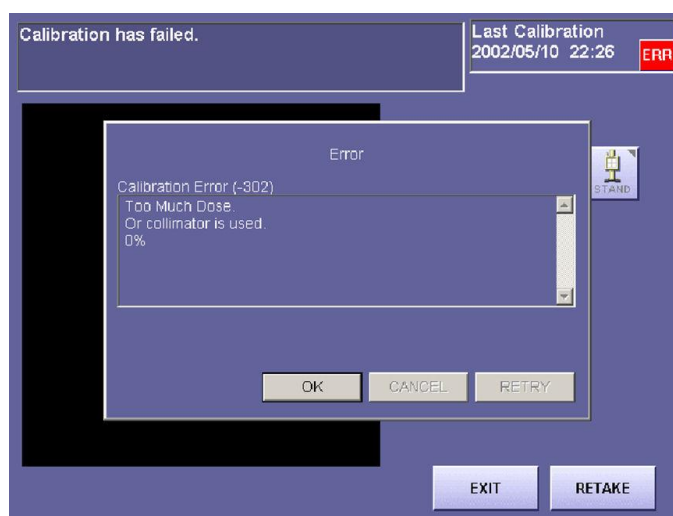 Calibration has failed.
Last Calibration
2002/05/10 22:26
ERR
Error
Calibration Error (-302)
Too Much Dose.
Or collimator is used.
0%
STAND
OK
CANCEL
RETRY
EXIT
RETAKE